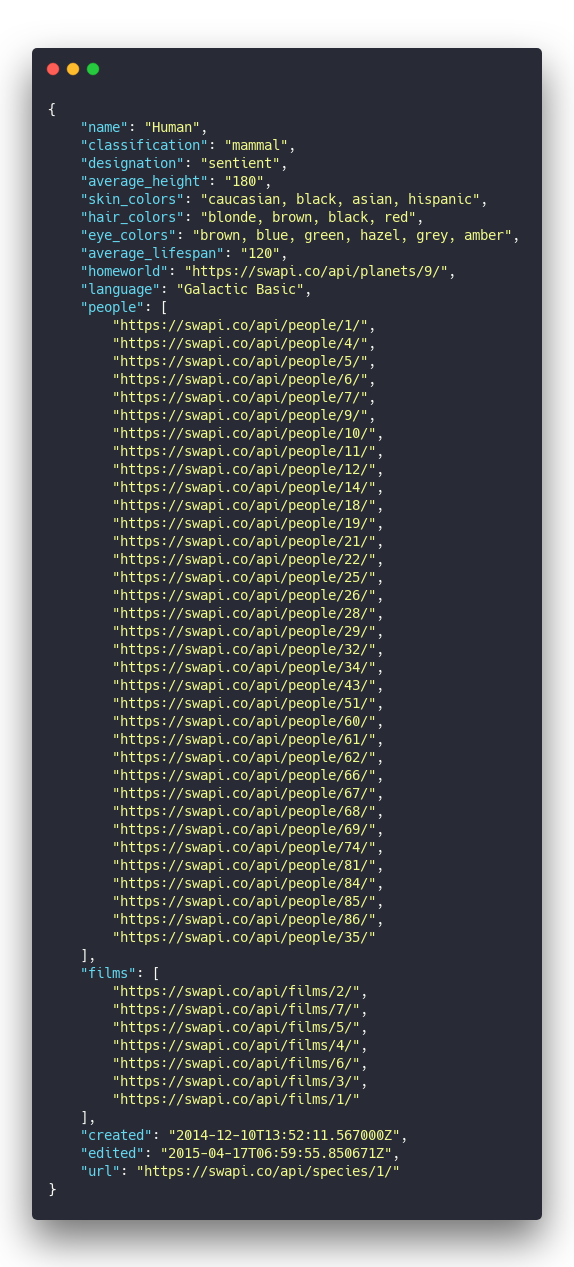 {
    "name": "Human",
    "classification": "mammal",
    "designation": "sentient",
    "average_height": "180",
    "skin_colors": "caucasian, black, asian, hispanic",
    "hair_colors": "blonde, brown, black, red",
    "eye_colors": "brown, blue, green, hazel, grey, amber",
    "average_lifespan": "120",
    "homeworld": "https://swapi.co/api/planets/9/",
    "language": "Galactic Basic",
    "people": [
        "https://swapi.co/api/people/1/",
        "https://swapi.co/api/people/4/",
        "https://swapi.co/api/people/5/",
        "https://swapi.co/api/people/6/",
        "https://swapi.co/api/people/7/",
        "https://swapi.co/api/people/9/",
        "https://swapi.co/api/people/10/",
        "https://swapi.co/api/people/11/",
        "https://swapi.co/api/people/12/",
        "https://swapi.co/api/people/14/",
        "https://swapi.co/api/people/18/",
        "https://swapi.co/api/people/19/",
        "https://swapi.co/api/people/21/",
        "https://swapi.co/api/people/22/",
        "https://swapi.co/api/people/25/",
        "https://swapi.co/api/people/26/",
        "https://swapi.co/api/people/28/",
        "https://swapi.co/api/people/29/",
        "https://swapi.co/api/people/32/",
        "https://swapi.co/api/people/34/",
        "https://swapi.co/api/people/43/",
        "https://swapi.co/api/people/51/",
        "https://swapi.co/api/people/60/",
        "https://swapi.co/api/people/61/",
        "https://swapi.co/api/people/62/",
        "https://swapi.co/api/people/66/",
        "https://swapi.co/api/people/67/",
        "https://swapi.co/api/people/68/",
        "https://swapi.co/api/people/69/",
        "https://swapi.co/api/people/74/",
        "https://swapi.co/api/people/81/",
        "https://swapi.co/api/people/84/",
        "https://swapi.co/api/people/85/",
        "https://swapi.co/api/people/86/",
        "https://swapi.co/api/people/35/"
    ],
    "films": [
        "https://swapi.co/api/films/2/",
        "https://swapi.co/api/films/7/",
        "https://swapi.co/api/films/5/",
        "https://swapi.co/api/films/4/",
        "https://swapi.co/api/films/6/",
        "https://swapi.co/api/films/3/",
        "https://swapi.co/api/films/1/"
    ],
    "created": "2014-12-10T13:52:11.567000Z",
    "edited": "2015-04-17T06:59:55.850671Z",
    "url": "https://swapi.co/api/species/1/"
}